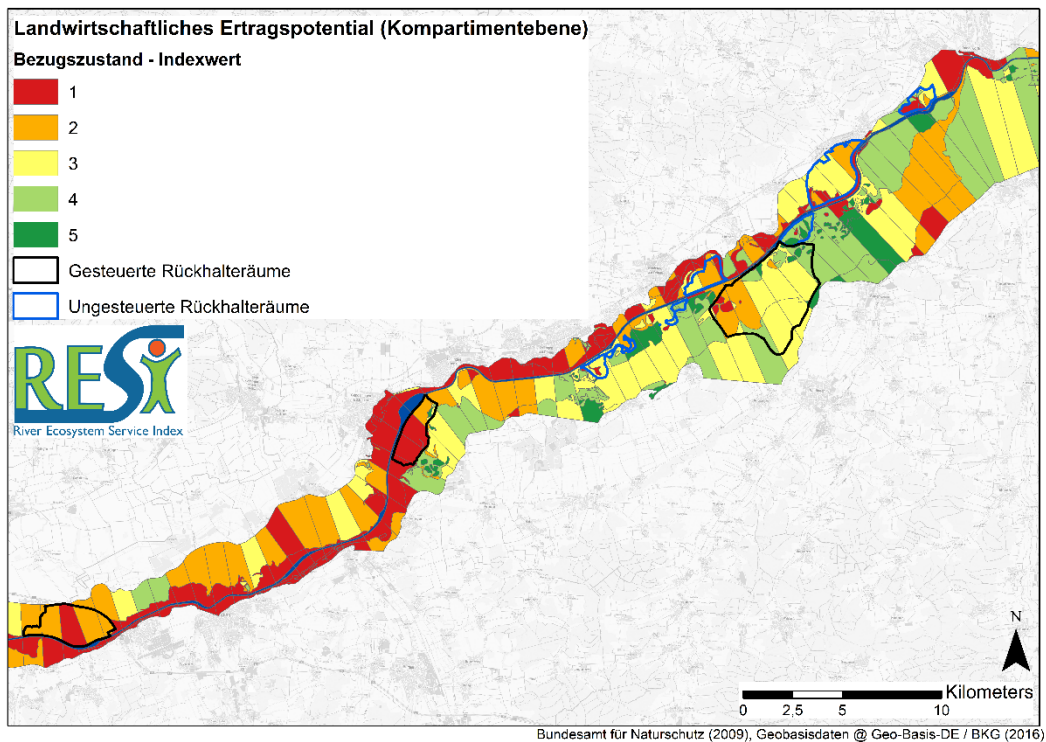 Landwirtschaftliches Ertragspotential (Kompartimentebene)
Bezugszustand - Indexwert
1
2
3
4
5
Gesteuerte Rückhalteräume
Ungesteuerte Rückhalteräume
RESI
River Ecosystem Service Index
N
Kilometers
0 2,5 5 10
Bundesamt für Naturschutz (2009), Geobasisdaten @ Geo-Basis-DE / BKG (2016)